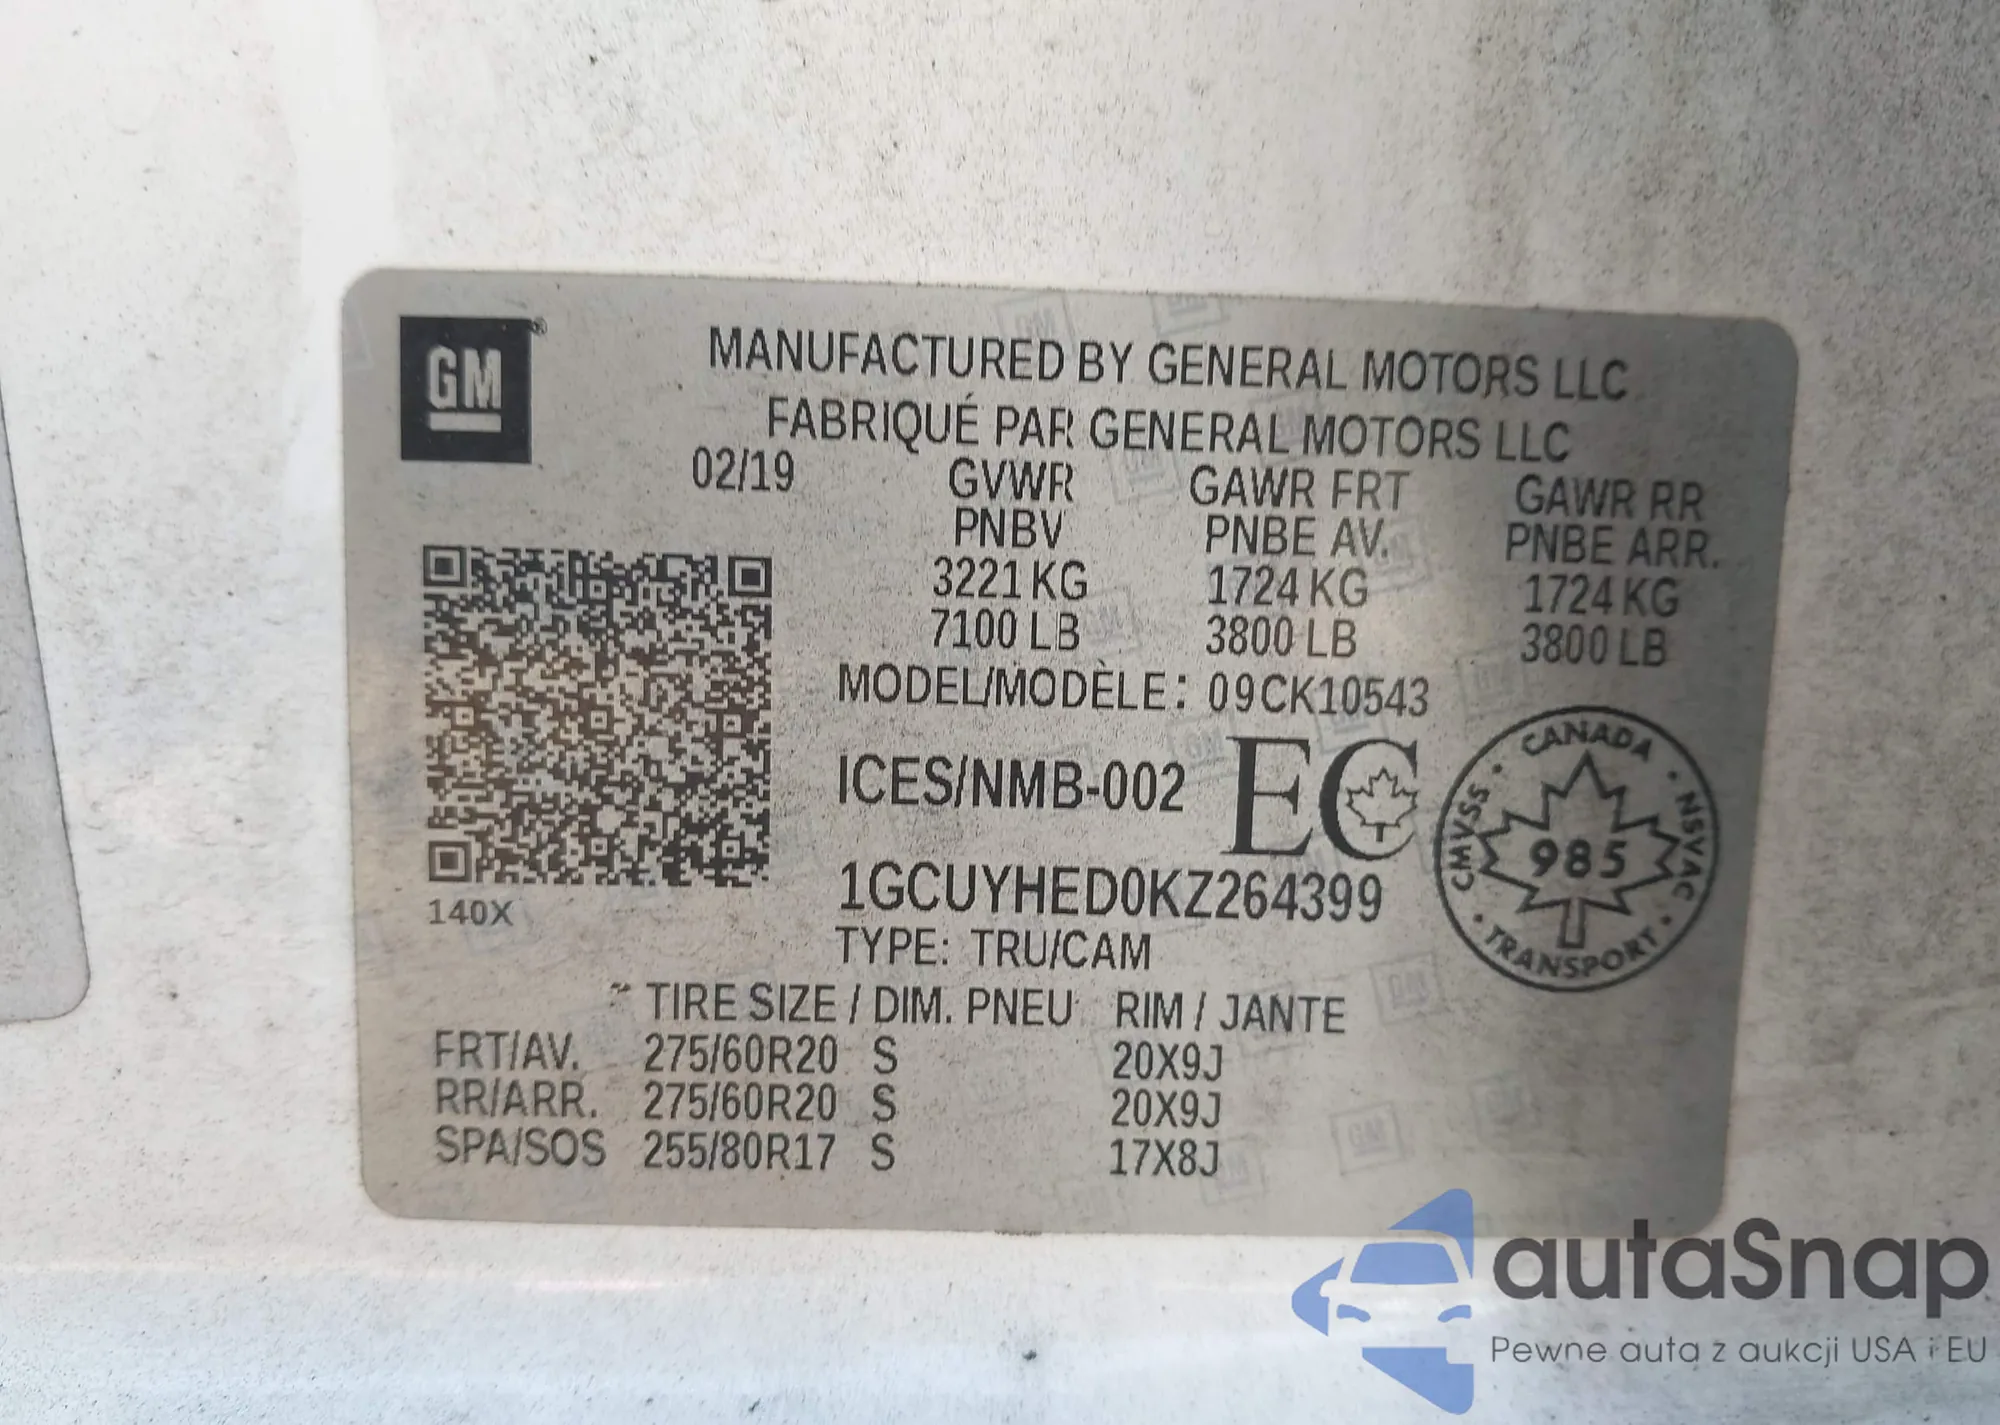 GM®
MANUFACTURED BY GENERAL MOTORS LLC
FABRIQUÉ PAR GENERAL MOTORS LLC
02/19 GVWR GAWR FRT GAWR RR
PNBV PNBE AV. PNBE ARR.
3221 KG 1724 KG 1724 KG
7100 LB 3800 LB 3800 LB
MODEL/MODÈLE: 09CK10543
ICES/NMB-002 EC
CANADA
CMVSS 985 NSVAC
TRANSPORT
1GCUYHED0KZ264399
140X
TYPE: TRU/CAM
TIRE SIZE / DIM. PNEU RIM / JANTE
FRT/AV. 275/60R20 S 20X9J
RR/ARR. 275/60R20 S 20X9J
SPA/SOS 255/80R17 S 17X8J
autaSnap
Pewne auta z aukcji USA i EU